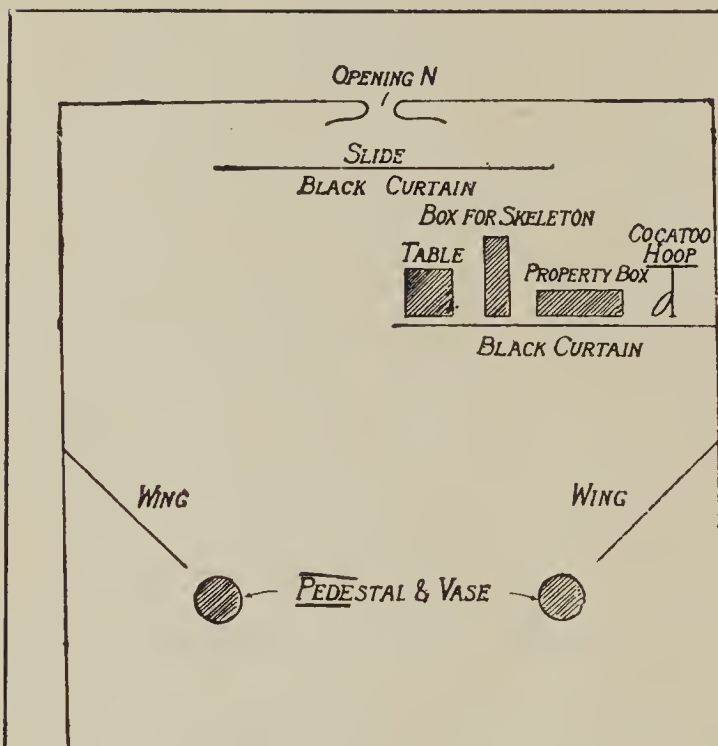 OPENING N
SLIDE
BLACK CURTAIN
BOX FOR SKELETON
COCATOO
HOOP
TABLE
PROPERTY BOX
BLACK CURTAIN
WING
WING
PEDESTAL & VASE